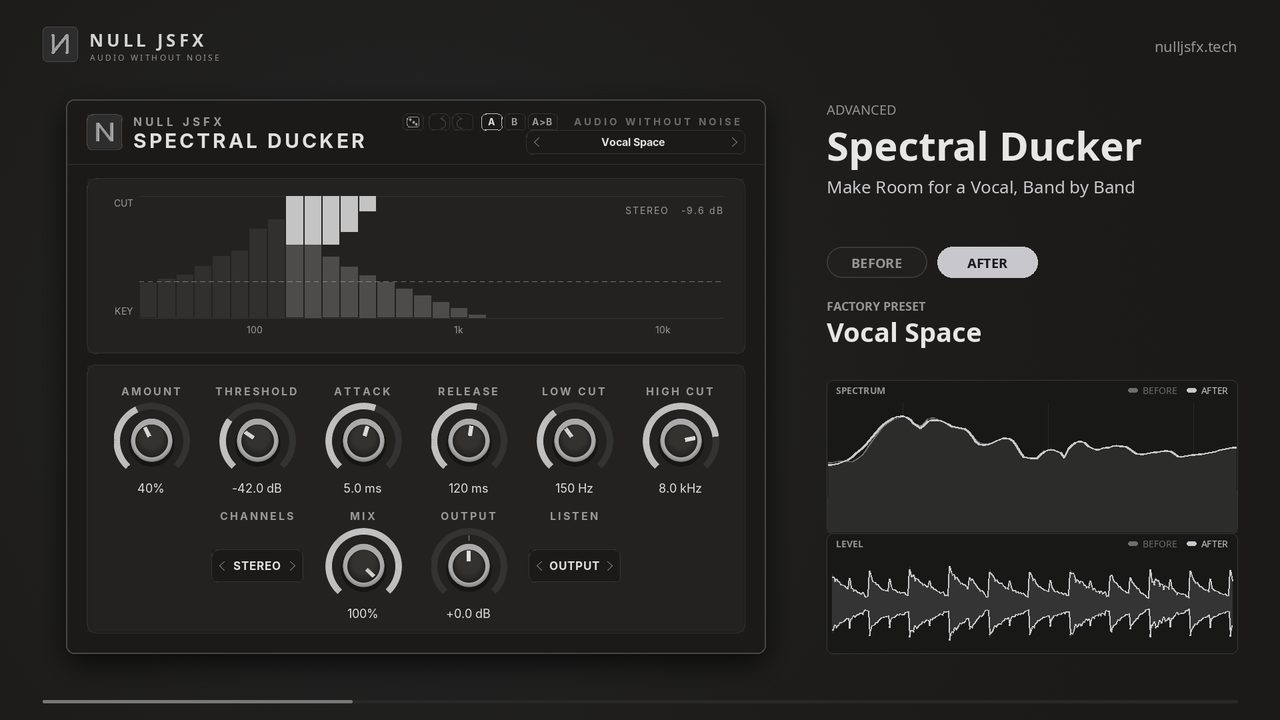 NULL JSFX
AUDIO WITHOUT NOISE
nulljsfx.tech
NULL JSFX
SPECTRAL DUCKER
A B A>B
AUDIO WITHOUT NOISE
Vocal Space
CUT
STEREO -9.6 dB
KEY
100 1k 10k
AMOUNT THRESHOLD ATTACK RELEASE LOW CUT HIGH CUT
40% -42.0 dB 5.0 ms 120 ms 150 Hz 8.0 kHz
CHANNELS MIX OUTPUT LISTEN
STEREO OUTPUT
100% +0.0 dB
ADVANCED
Spectral Ducker
Make Room for a Vocal, Band by Band
BEFORE AFTER
FACTORY PRESET
Vocal Space
SPECTRUM BEFORE AFTER
LEVEL BEFORE AFTER